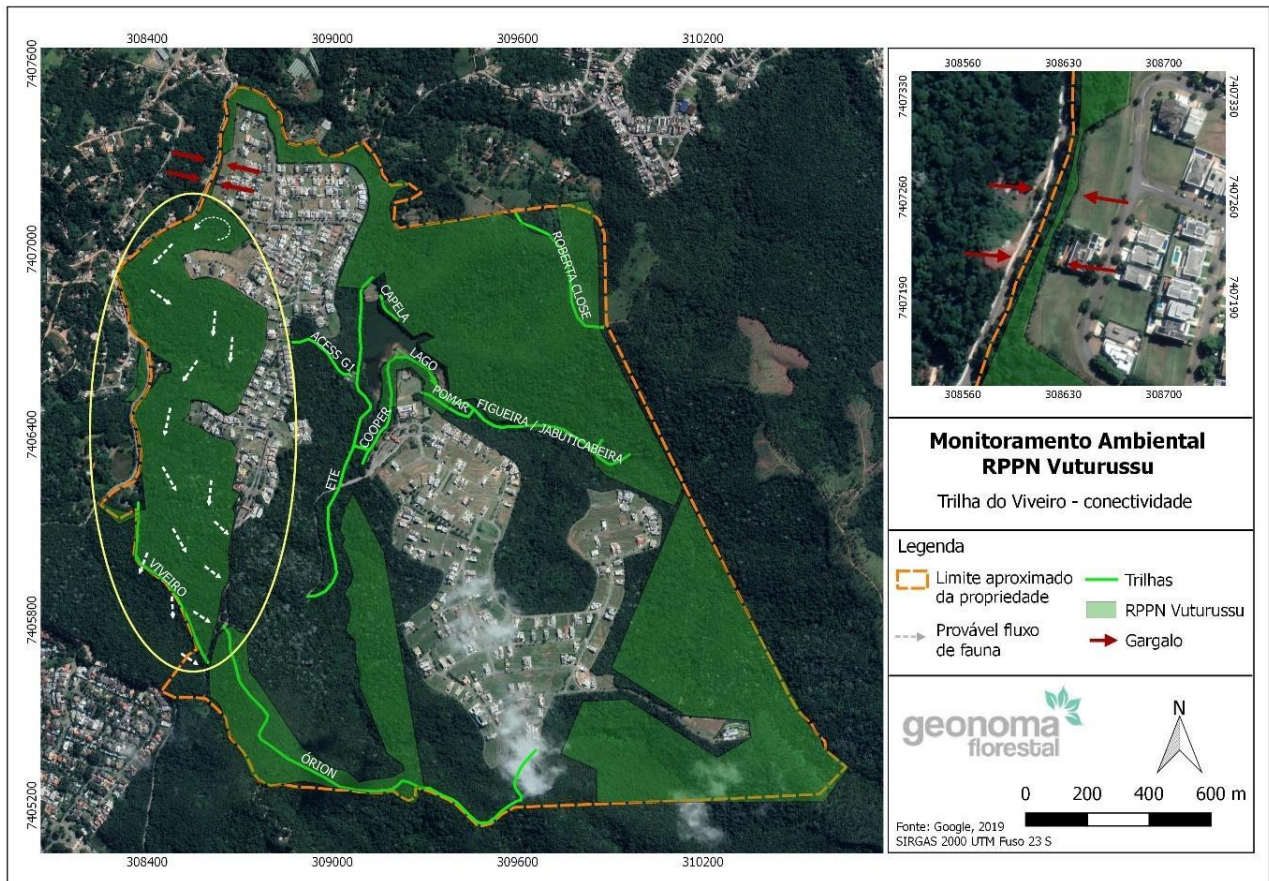 308400 309000 309600 310200
7407600
7407000
7406400
7405800
7405200
CAPELA
ROBERTA CLOSE
ACESS G1
LAGO
POMAR
FIGUEIRA / JABUTICABEIRA
COOPER
ETE
VIVEIRO
ÓRION
308400 309000 309600 310200
308560 308630 308700
7407330 7407330
7407260 7407260
7407190 7407190
308560 308630 308700
Monitoramento Ambiental
RPPN Vuturussu
Trilha do Viveiro - conectividade
Legenda
Limite aproximado
da propriedade
Provável fluxo
de fauna
Trilhas
RPPN Vuturussu
Gargalo
geonoma
florestal
N
0 200 400 600 m
Fonte: Google, 2019
SIRGAS 2000 UTM Fuso 23 S